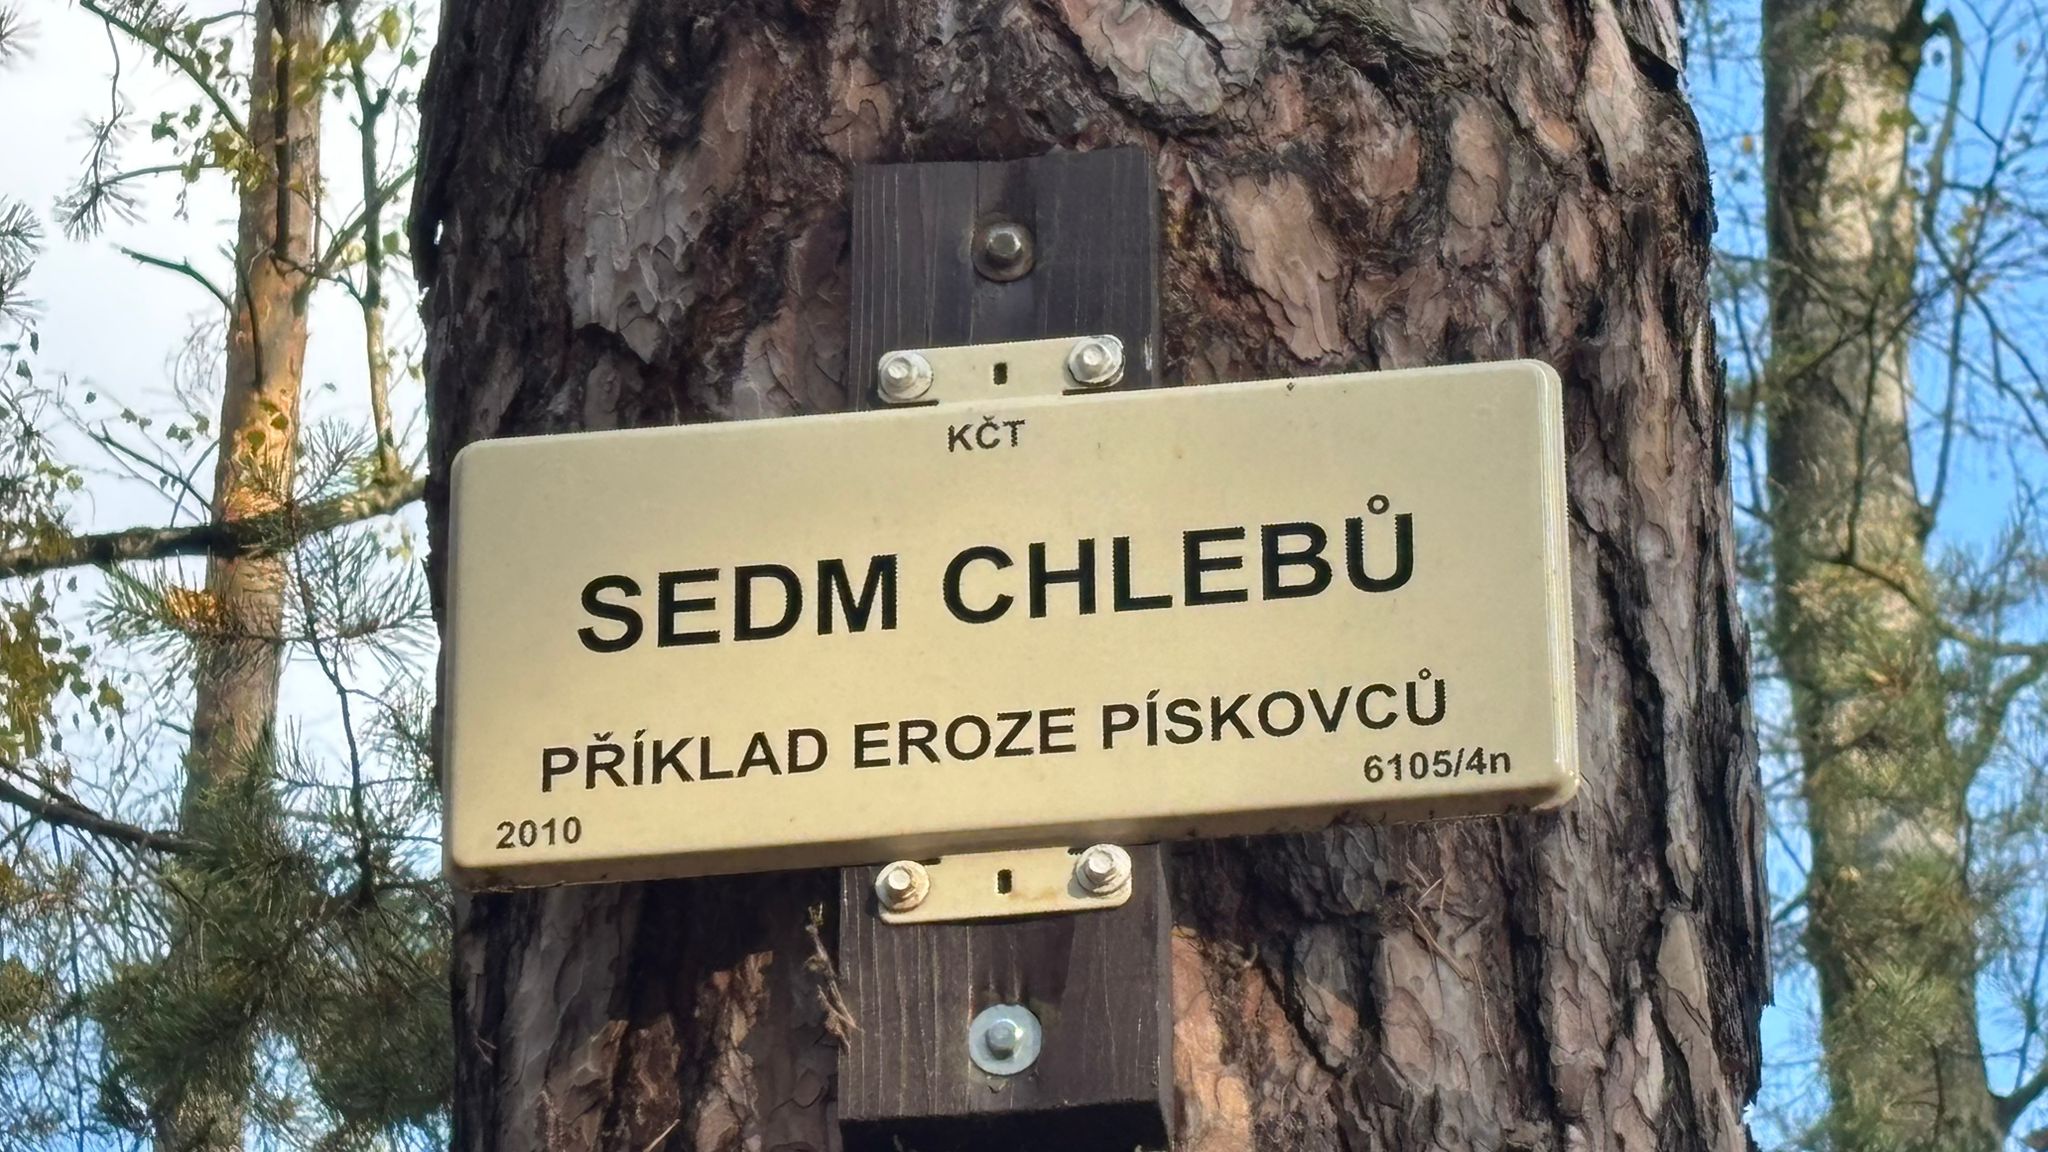 KČT
SEDM CHLEBŮ
PŘÍKLAD EROZE PÍSKOVCŮ
6105/4n
2010